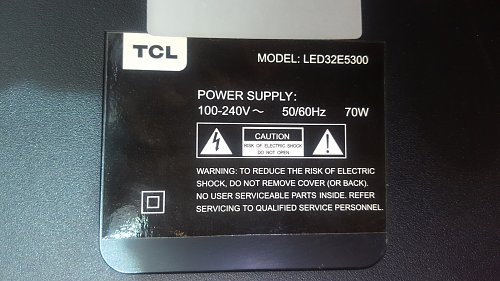 TCL
MODEL: LED32E5300
POWER SUPPLY:
100-240V～ 50/60Hz 70W
CAUTION
RISK OF ELECTRIC SHOCK
DO NOT OPEN
WARNING: TO REDUCE THE RISK OF ELECTRIC
SHOCK, DO NOT REMOVE COVER (OR BACK).
NO USER SERVICEABLE PARTS INSIDE. REFER
SERVICING TO QUALIFIED SERVICE PERSONNEL.